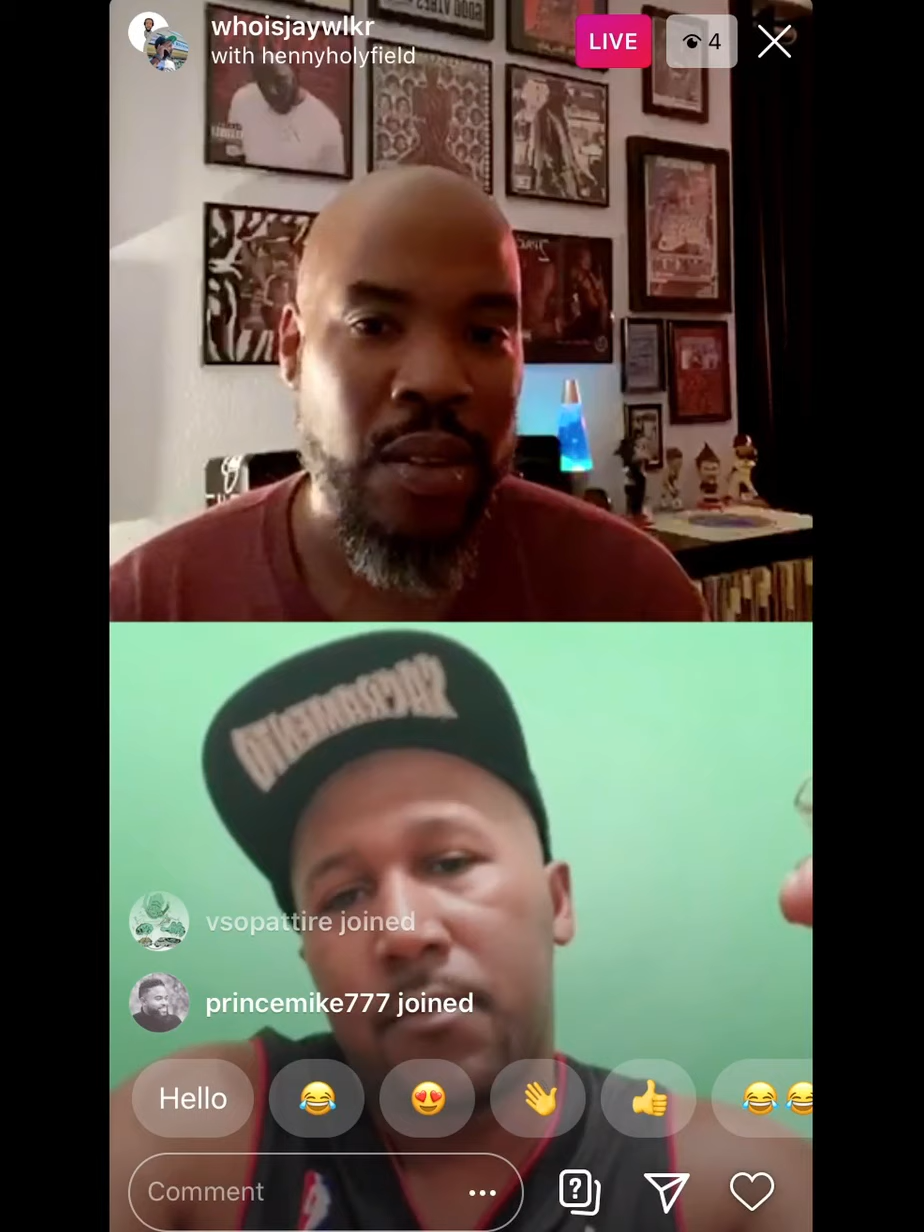 whoisjaywlkr
with hennyholyfield
LIVE
4
SACRAMENTO
vsopattire joined
princemike777 joined
Hello
Comment